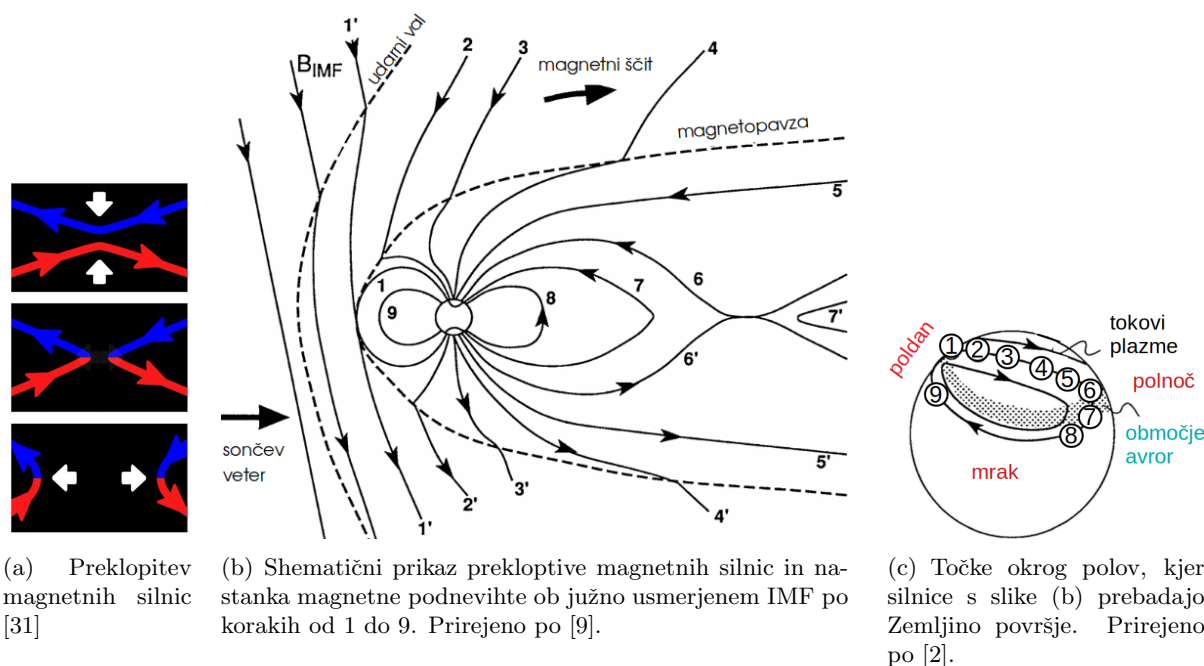 1'
B_IMF
udarni val
2
3
magnetni ščit
4
magnetopavza
5
1
9
8
7
6
7'
6'
sončev
veter
5'
1'
2'
3'
4'
poldan
1 2 3 4 5 6 7 8 9
tokovi
plazme
polnoč
območje
avror
mrak
(a) Preklopitev
magnetnih silnic
[31]
(b) Shematični prikaz prekloptive magnetnih silnic in na-
stanka magnetne podnevihte ob južno usmerjenem IMF po
korakih od 1 do 9. Prirejeno po [9].
(c) Točke okrog polov, kjer
silnice s slike (b) prebadajo
Zemljino površje. Prirejeno
po [2].